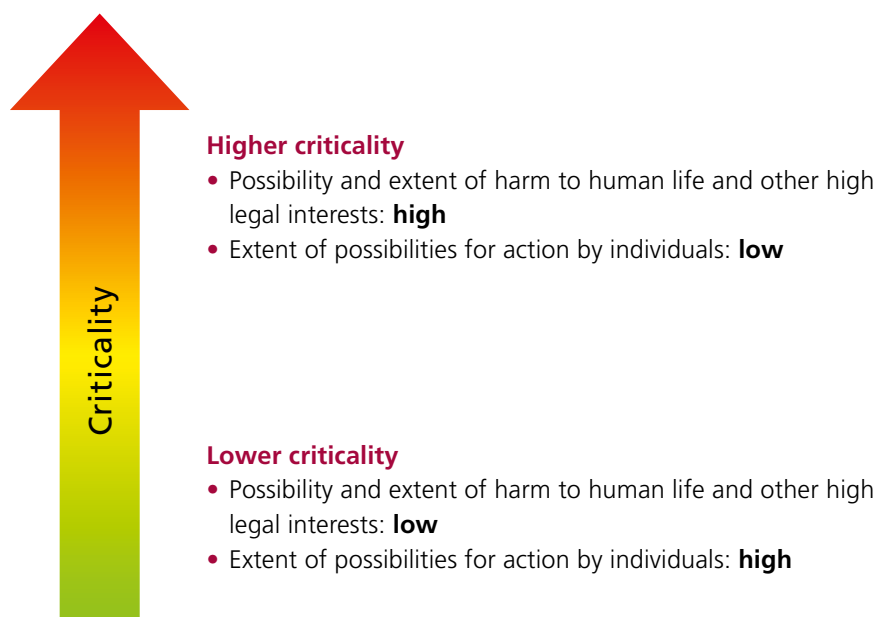 Higher criticality
• Possibility and extent of harm to human life and other high
legal interests: high
• Extent of possibilities for action by individuals: low
Criticality
Lower criticality
• Possibility and extent of harm to human life and other high
legal interests: low
• Extent of possibilities for action by individuals: high